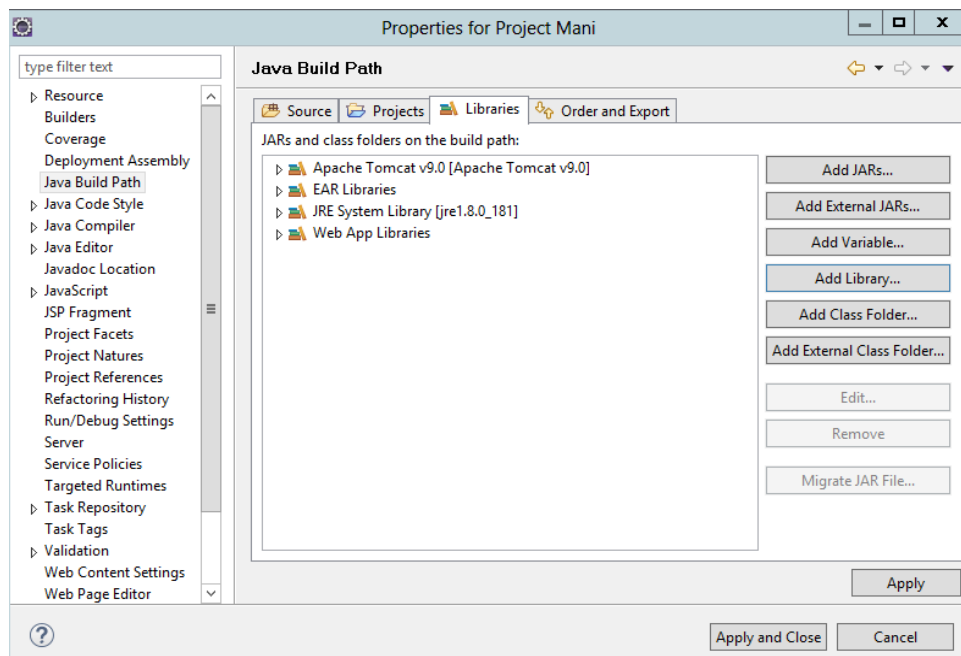 Properties for Project Mani
type filter text
Resource
Builders
Coverage
Deployment Assembly
Java Build Path
Java Code Style
Java Compiler
Java Editor
Javadoc Location
JavaScript
JSP Fragment
Project Facets
Project Natures
Project References
Refactoring History
Run/Debug Settings
Server
Service Policies
Targeted Runtimes
Task Repository
Task Tags
Validation
Web Content Settings
Web Page Editor
Java Build Path
Source Projects Libraries Order and Export
JARs and class folders on the build path:
Apache Tomcat v9.0 [Apache Tomcat v9.0]
EAR Libraries
JRE System Library [jre1.8.0_181]
Web App Libraries
Add JARs...
Add External JARs...
Add Variable...
Add Library...
Add Class Folder...
Add External Class Folder...
Edit...
Remove
Migrate JAR File...
Apply
Apply and Close Cancel